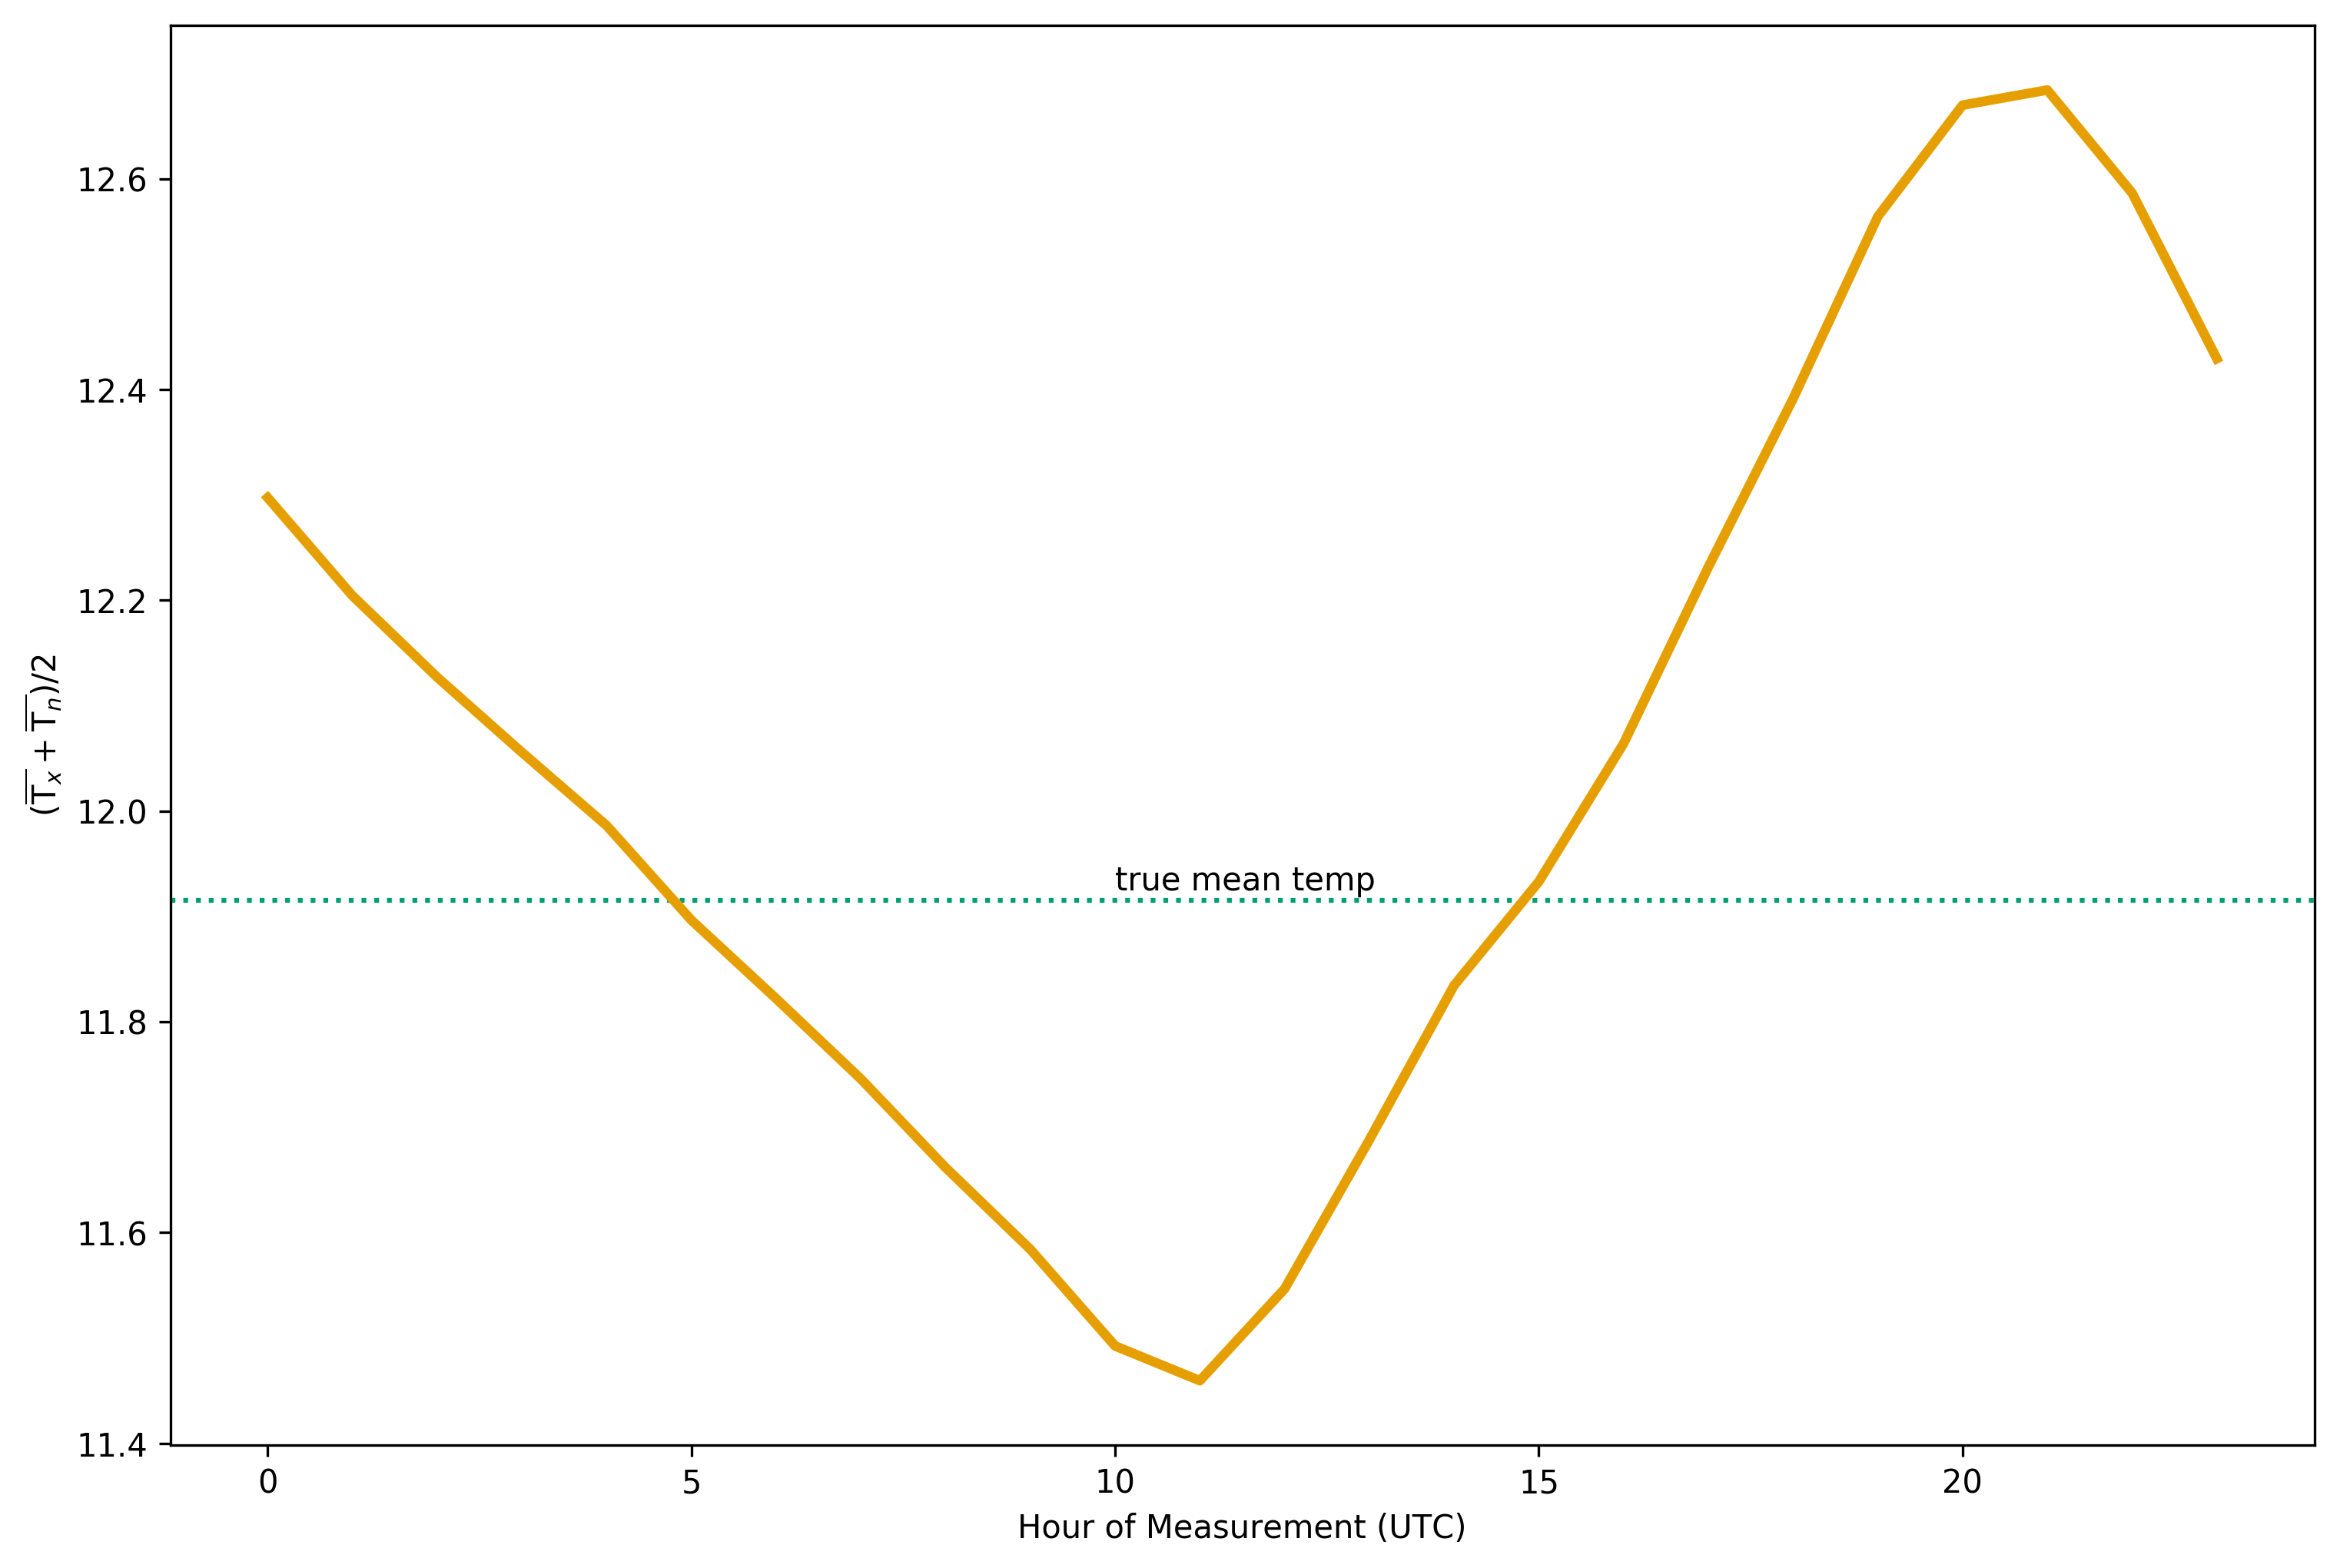 12.6
12.4
12.2
12.0
11.8
11.6
11.4
(T̅ₓ + T̅ₙ)/2
true mean temp
0 5 10 15 20
Hour of Measurement (UTC)